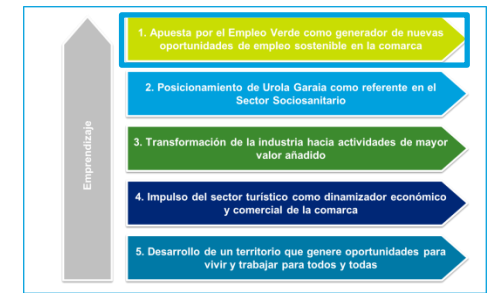 1. Apuesta por el Empleo Verde como generador de nuevas
oportunidades de empleo sostenible en la comarca
2. Posicionamiento de Urola Garaia como referente en el
Sector Sociosanitario
Emprendizaje
3. Transformación de la industria hacia actividades de mayor
valor añadido
4. Impulso del sector turístico como dinamizador económico
y comercial de la comarca
5. Desarrollo de un territorio que genere oportunidades para
vivir y trabajar para todos y todas